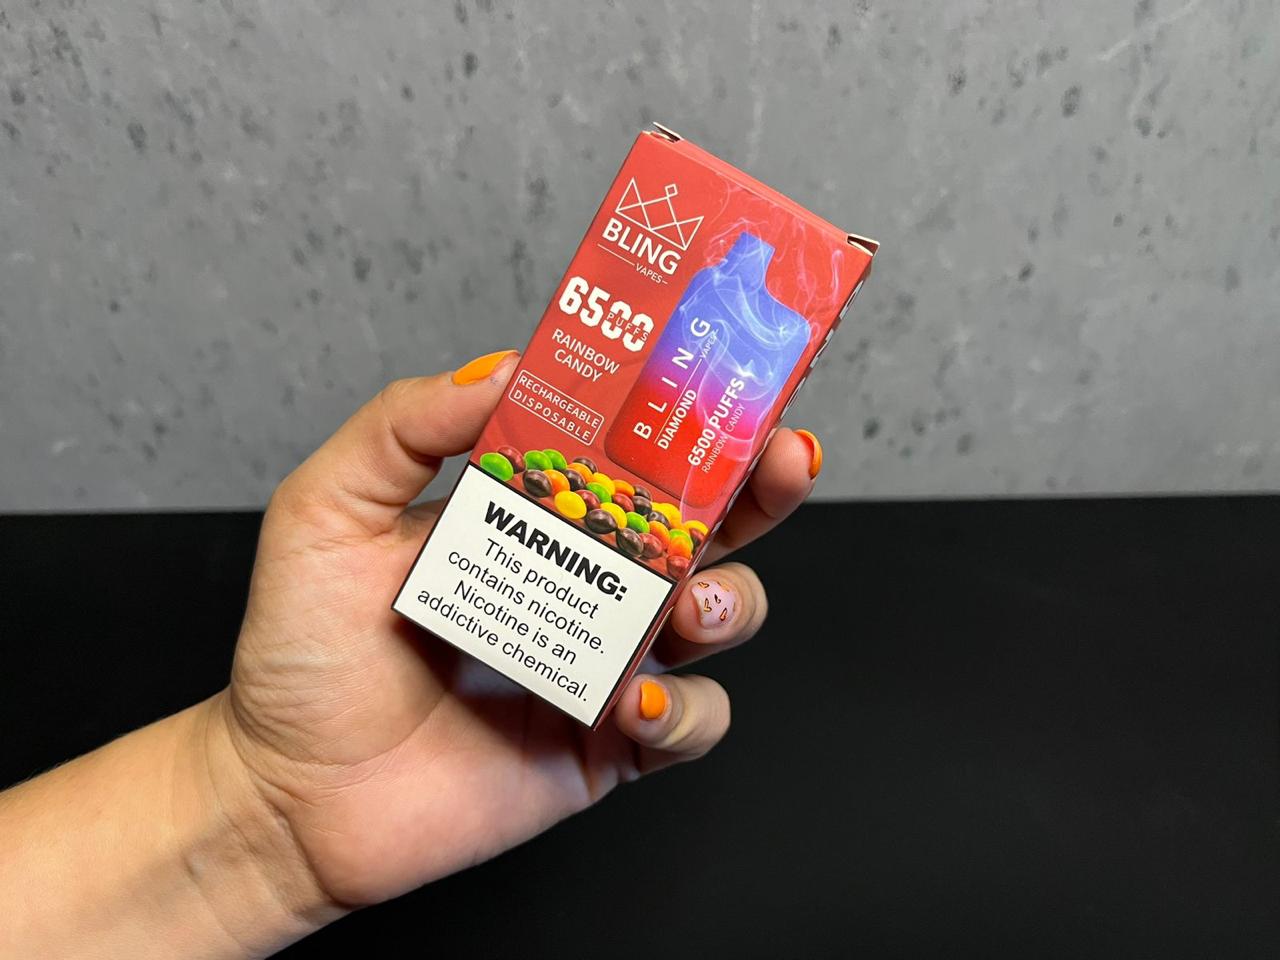 BLING
VAPES
6500
PUFFS
RAINBOW
CANDY
RECHARGEABLE
DISPOSABLE
BLING
VAPES
DIAMOND
6500 PUFFS
RAINBOW CANDY
WARNING:
This product
contains nicotine.
Nicotine is an
addictive chemical.